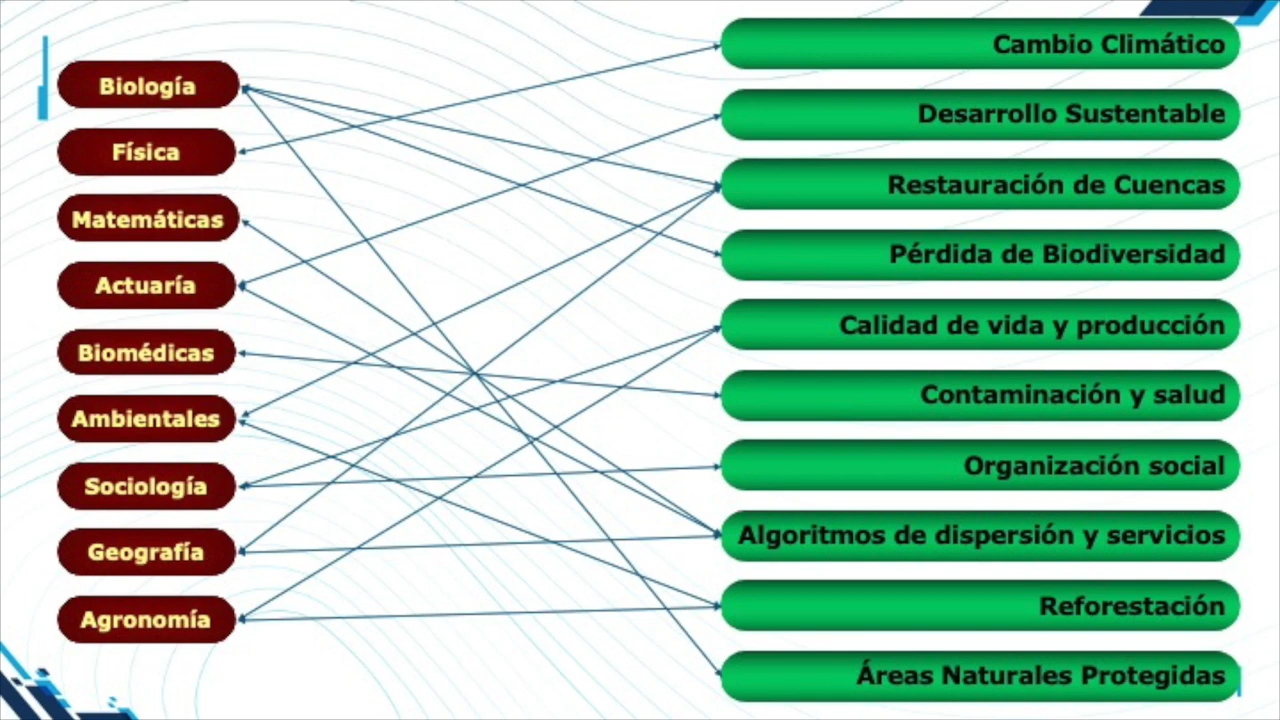 Biología
Física
Matemáticas
Actuaría
Biomédicas
Ambientales
Sociología
Geografía
Agronomía
Cambio Climático
Desarrollo Sustentable
Restauración de Cuencas
Pérdida de Biodiversidad
Calidad de vida y producción
Contaminación y salud
Organización social
Algoritmos de dispersión y servicios
Reforestación
Áreas Naturales Protegidas